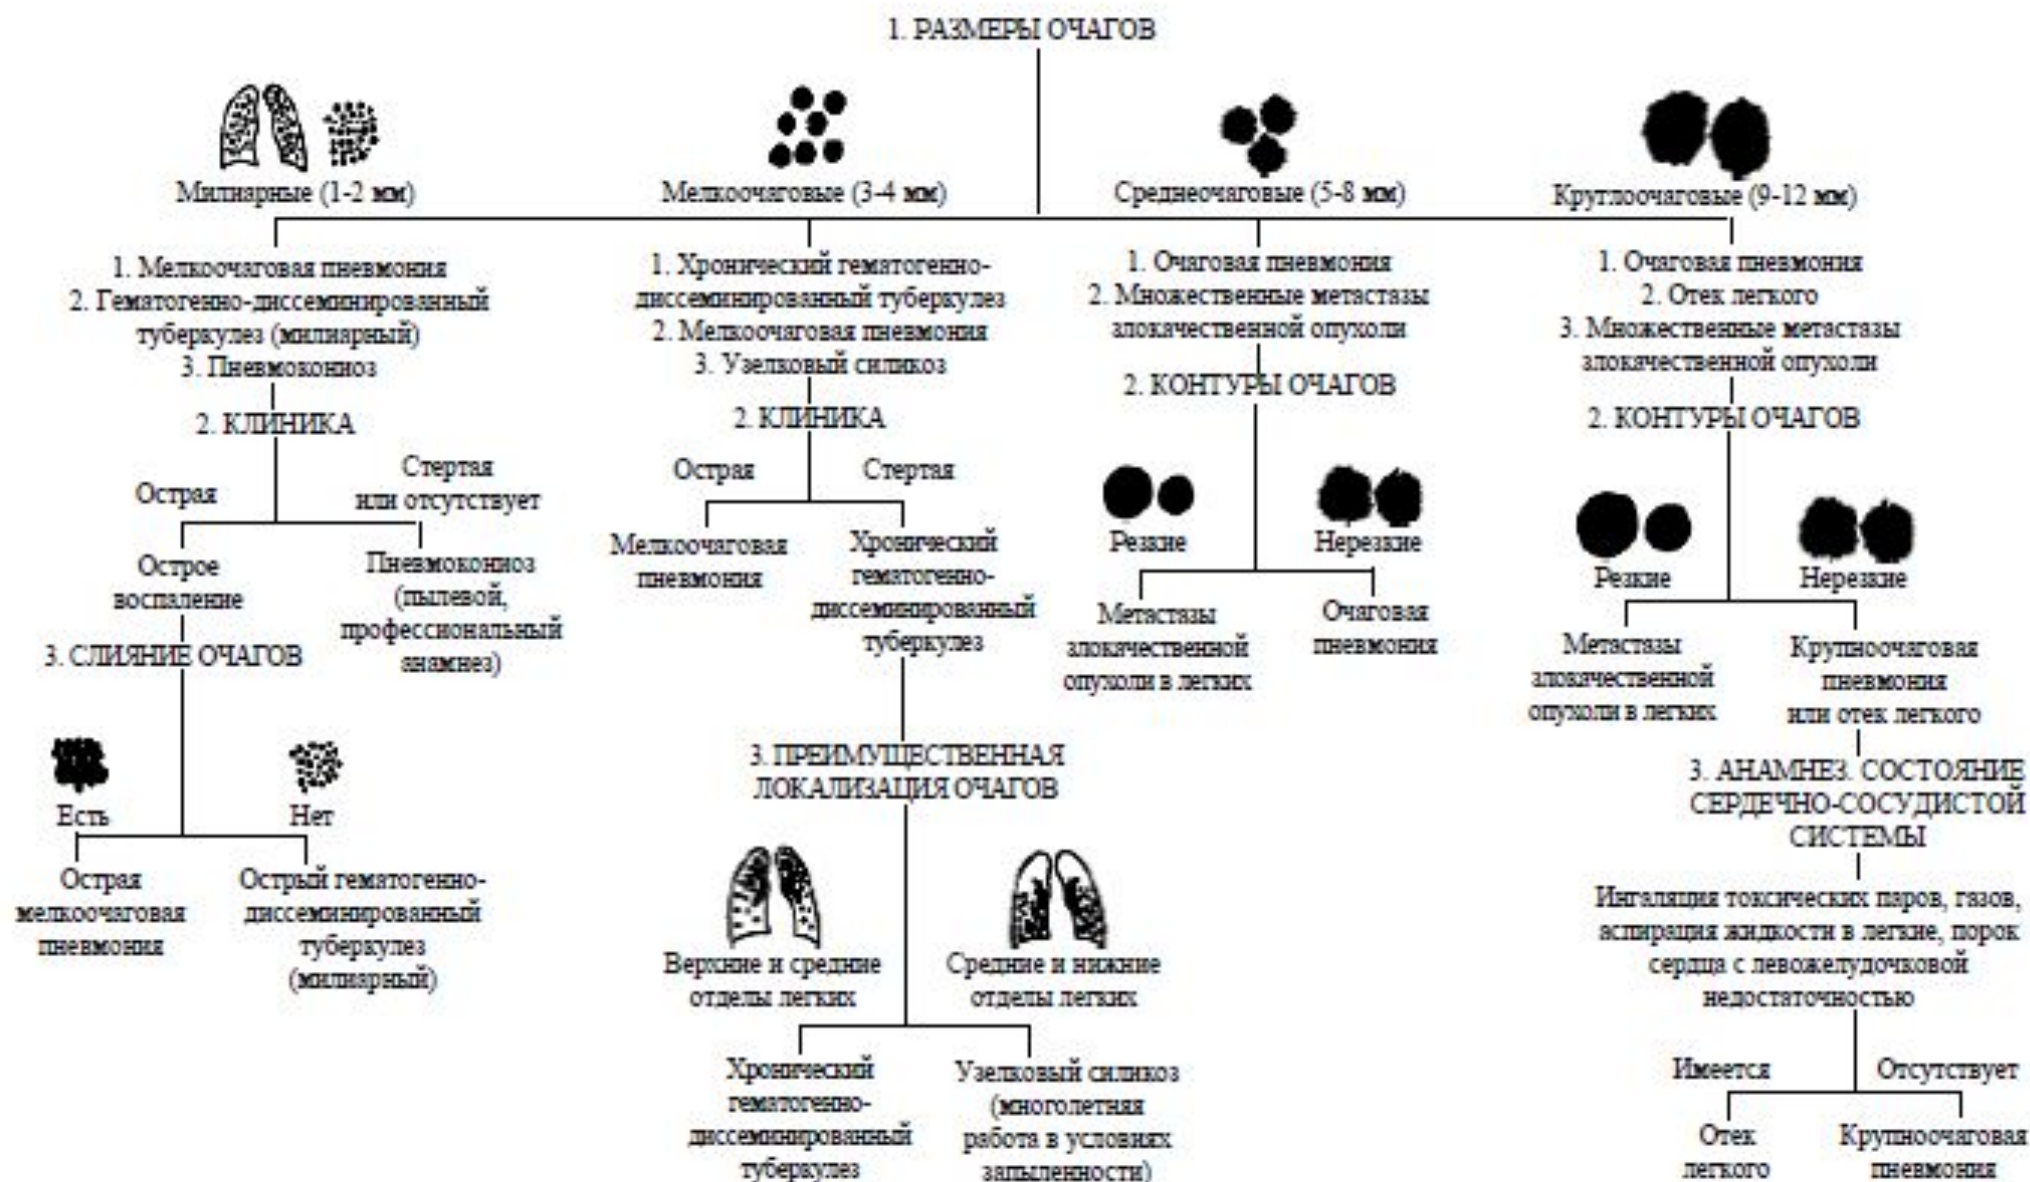 1. РАЗМЕРЫ ОЧАГОВ
Милиарные (1-2 мм)
Мелкоочаговые (3-4 мм)
Среднеочаговые (5-8 мм)
Круглоочаговые (9-12 мм)
1. Мелкоочаговая пневмония
2. Гематогенно-диссеминированный
туберкулез (милиарный)
3. Пневмокониоз
2. КЛИНИКА
Острая
Стертая
или отсутствует
Острое
воспаление
Пневмокониоз
(пылевой,
профессиональный
анамнез)
3. СЛИЯНИЕ ОЧАГОВ
Есть
Нет
Острая
мелкоочаговая
пневмония
Острый гематогенно-
диссеминированный
туберкулез
(милиарный)
1. Хронический гематогенно-
диссеминированный туберкулез
2. Мелкоочаговая пневмония
3. Узелковый силикоз
2. КЛИНИКА
Острая
Стертая
Мелкоочаговая
пневмония
Хронический
гематогенно-
диссеминированный
туберкулез
3. ПРЕИМУЩЕСТВЕННАЯ
ЛОКАЛИЗАЦИЯ ОЧАГОВ
Верхние и средние
отделы легких
Средние и нижние
отделы легких
Хронический
гематогенно-
диссеминированный
туберкулез
Узелковый силикоз
(многолетняя
работа в условиях
запыленности)
1. Очаговая пневмония
2. Множественные метастазы
злокачественной опухоли
2. КОНТУРЫ ОЧАГОВ
Резкие
Нерезкие
Метастазы
злокачественной
опухоли в легких
Очаговая
пневмония
1. Очаговая пневмония
2. Отек легкого
3. Множественные метастазы
злокачественной опухоли
2. КОНТУРЫ ОЧАГОВ
Резкие
Нерезкие
Метастазы
злокачественной
опухоли в легких
Крупноочаговая
пневмония
или отек легкого
3. АНАМНЕЗ. СОСТОЯНИЕ
СЕРДЕЧНО-СОСУДИСТОЙ
СИСТЕМЫ
Ингаляция токсических паров, газов,
аспирация жидкости в легкие, порок
сердца с левожелудочковой
недостаточностью
Имеется
Отсутствует
Отек
легкого
Крупноочаговая
пневмония